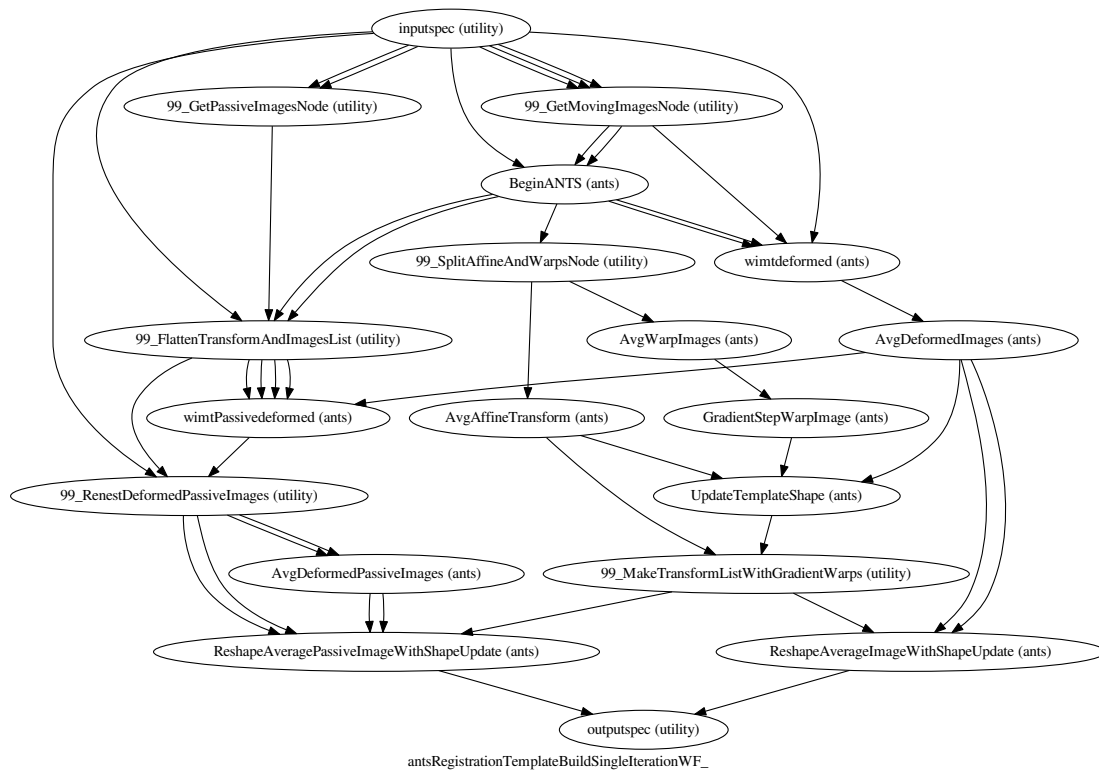 inputspec (utility)
99_GetPassiveImagesNode (utility)
99_GetMovingImagesNode (utility)
BeginANTS (ants)
99_SplitAffineAndWarpsNode (utility)
wimtdeformed (ants)
99_FlattenTransformAndImagesList (utility)
AvgWarpImages (ants)
AvgDeformedImages (ants)
wimtPassivedeformed (ants)
AvgAffineTransform (ants)
GradientStepWarpImage (ants)
99_RenestDeformedPassiveImages (utility)
UpdateTemplateShape (ants)
AvgDeformedPassiveImages (ants)
99_MakeTransformListWithGradientWarps (utility)
ReshapeAveragePassiveImageWithShapeUpdate (ants)
ReshapeAverageImageWithShapeUpdate (ants)
outputspec (utility)
antsRegistrationTemplateBuildSingleIterationWF_